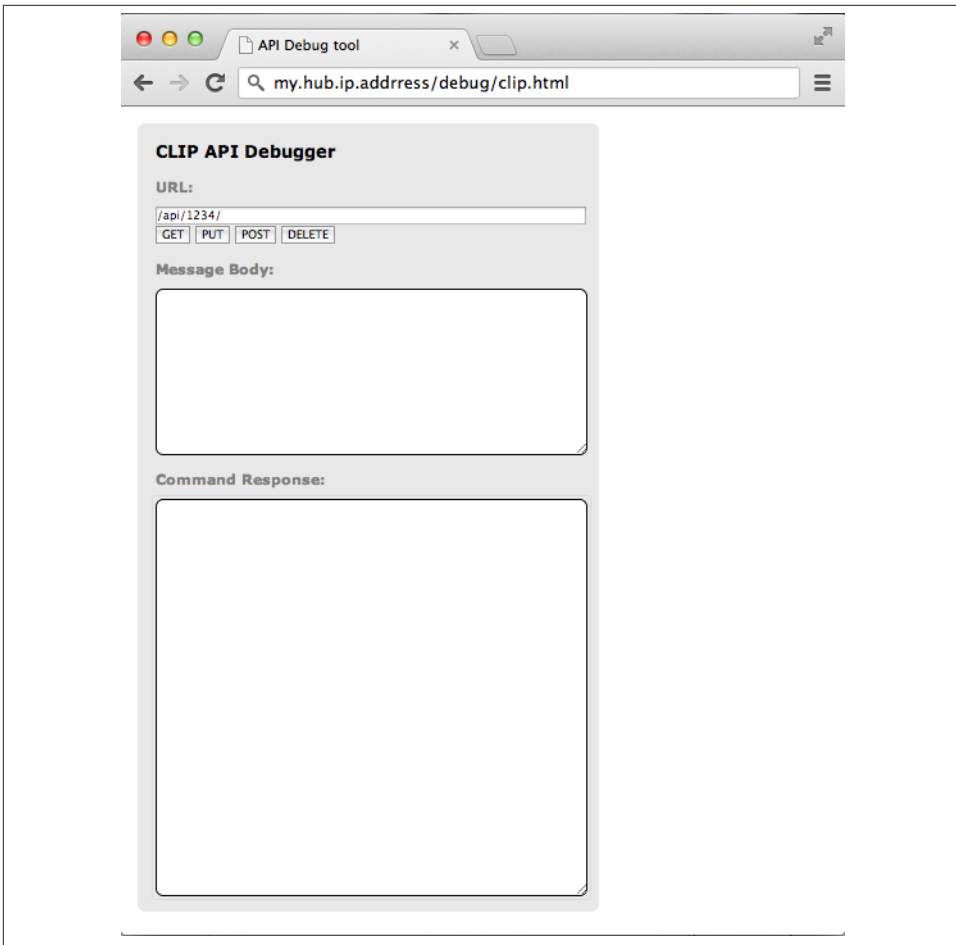 API Debug tool
my.hub.ip.addrress/debug/clip.html
CLIP API Debugger
URL:
/api/1234/
GET PUT POST DELETE
Message Body:
Command Response: